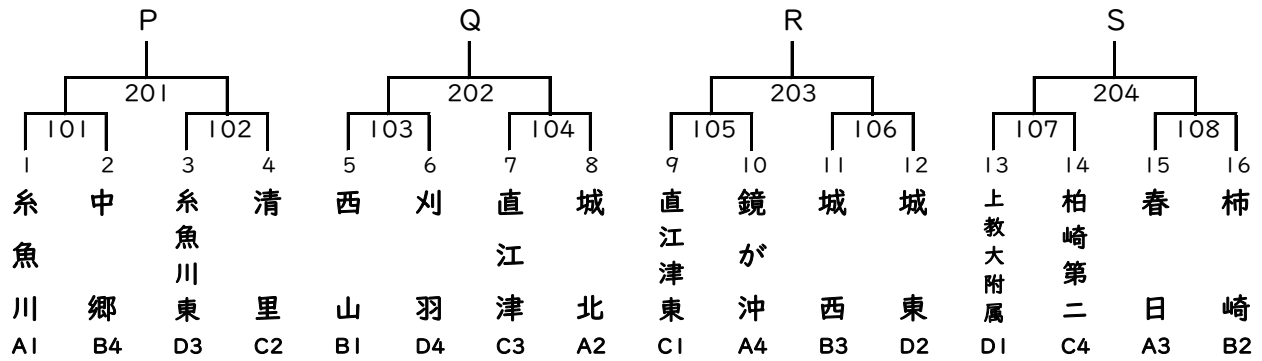 P Q R S
201 202 203 204
101 102 103 104 105 106 107 108
1 2 3 4 5 6 7 8 9 10 11 12 13 14 15 16
糸魚川
中郷
糸魚川東
清里
西山
刈羽
直江津
城北
直江津東
鏡が沖
城西
城東
上教大附属
柏崎第二
春日
柿崎
A1 B4 D3 C2 B1 D4 C3 A2 C1 A4 B3 D2 D1 C4 A3 B2